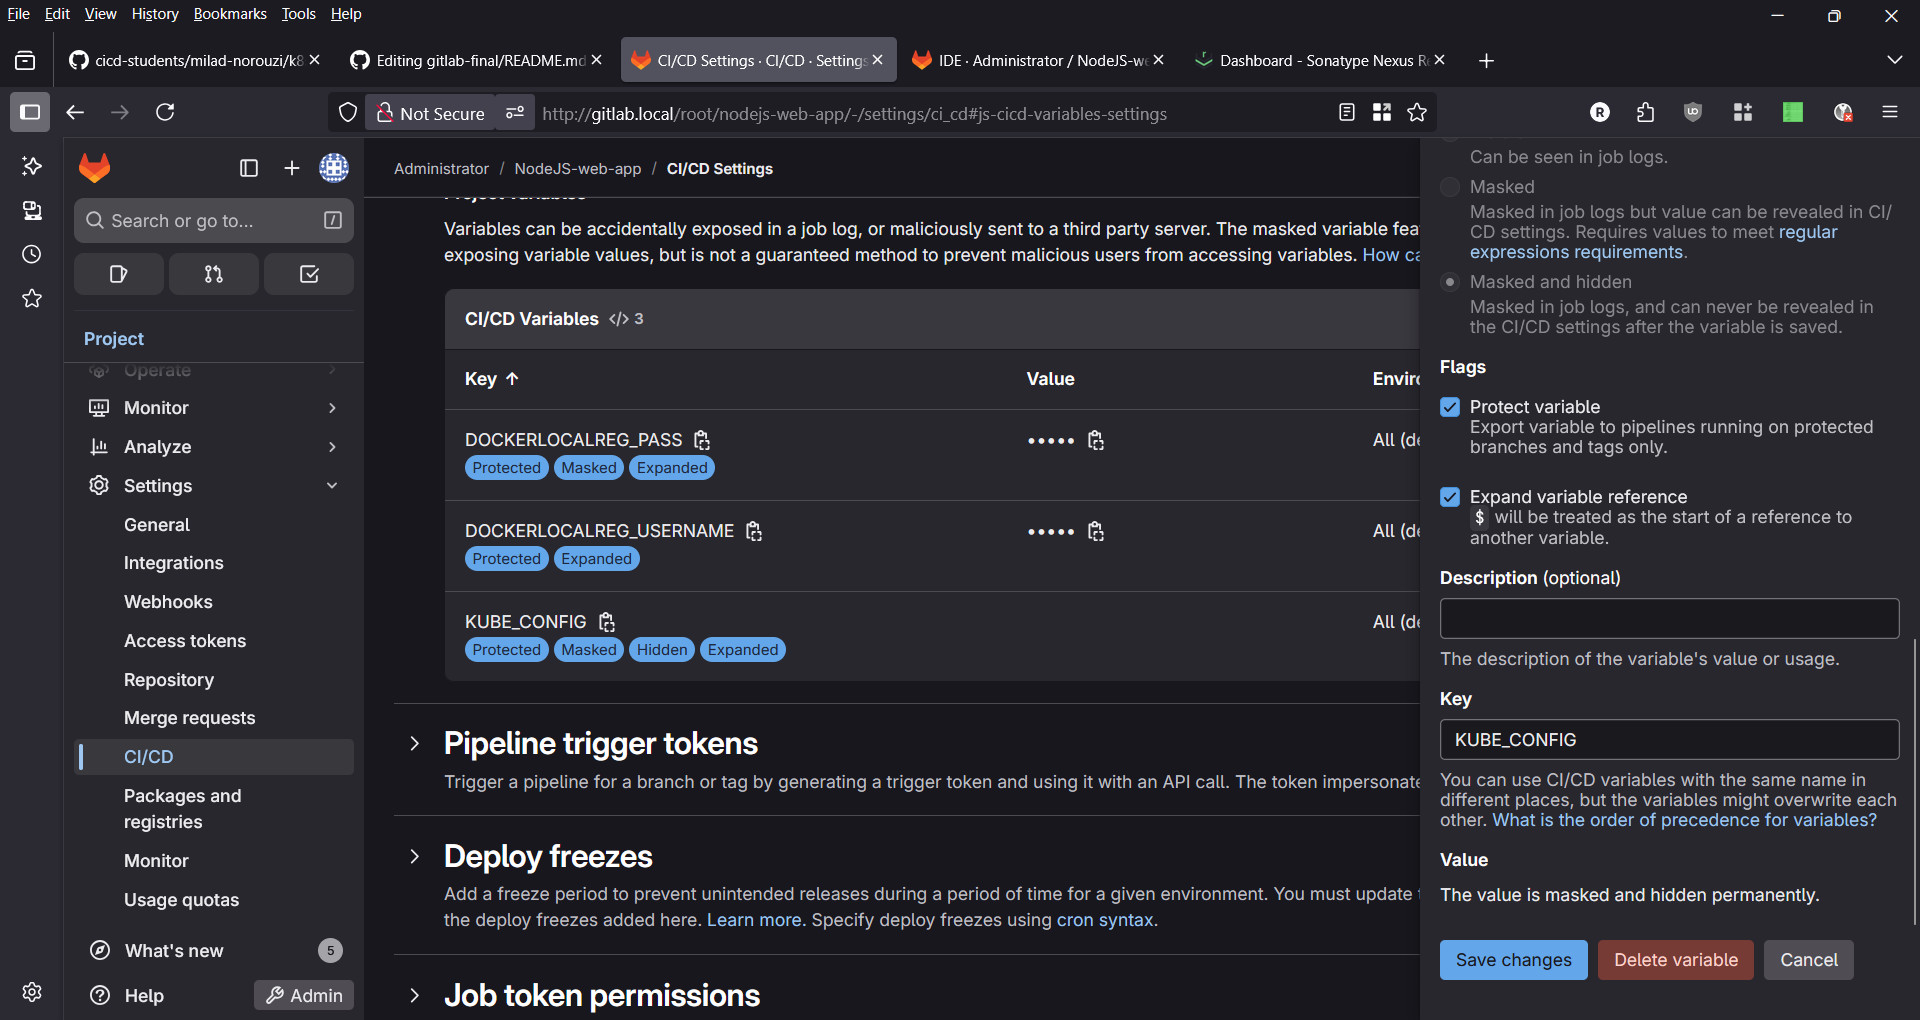 File Edit View History Bookmarks Tools Help
cicd-students/milad-norouzi/k8
Editing gitlab-final/README.md
CI/CD Settings · CI/CD · Settings
IDE · Administrator / NodeJS-we
Dashboard - Sonatype Nexus R
Not Secure
http://gitlab.local/root/nodejs-web-app/-/settings/ci_cd#js-cicd-variables-settings
Search or go to...
/
Project
Operate
Monitor
Analyze
Settings
General
Integrations
Webhooks
Access tokens
Repository
Merge requests
CI/CD
Packages and
registries
Monitor
Usage quotas
What's new 5
Help
Admin
Administrator / NodeJS-web-app / CI/CD Settings
Variables can be accidentally exposed in a job log, or maliciously sent to a third party server. The masked variable fea
exposing variable values, but is not a guaranteed method to prevent malicious users from accessing variables. How ca
CI/CD Variables </> 3
Key ↑ Value Enviro
DOCKERLOCALREG_PASS ••••• All (de
Protected Masked Expanded
DOCKERLOCALREG_USERNAME ••••• All (de
Protected Expanded
KUBE_CONFIG All (de
Protected Masked Hidden Expanded
Pipeline trigger tokens
Trigger a pipeline for a branch or tag by generating a trigger token and using it with an API call. The token impersonate
Deploy freezes
Add a freeze period to prevent unintended releases during a period of time for a given environment. You must update t
the deploy freezes added here. Learn more. Specify deploy freezes using cron syntax.
Job token permissions
Can be seen in job logs.
Masked
Masked in job logs but value can be revealed in CI/
CD settings. Requires values to meet regular
expressions requirements.
Masked and hidden
Masked in job logs, and can never be revealed in
the CI/CD settings after the variable is saved.
Flags
Protect variable
Export variable to pipelines running on protected
branches and tags only.
Expand variable reference
$ will be treated as the start of a reference to
another variable.
Description (optional)
The description of the variable's value or usage.
Key
KUBE_CONFIG
You can use CI/CD variables with the same name in
different places, but the variables might overwrite each
other. What is the order of precedence for variables?
Value
The value is masked and hidden permanently.
Save changes Delete variable Cancel